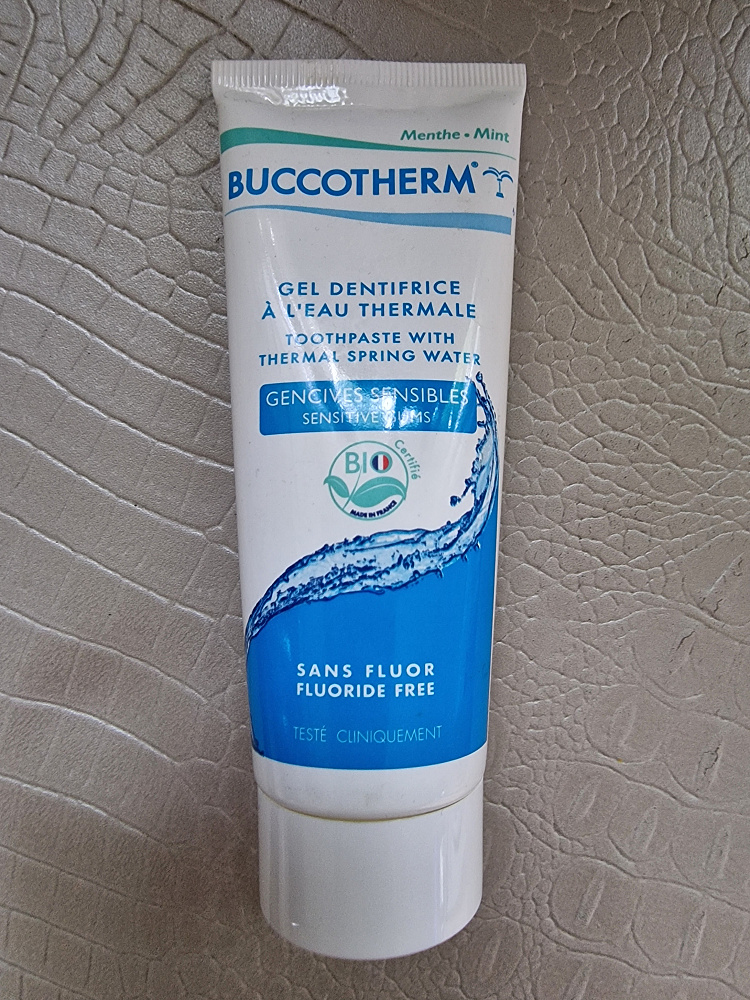 Menthe • Mint
BUCCOTHERM®
GEL DENTIFRICE
À L'EAU THERMALE
TOOTHPASTE WITH
THERMAL SPRING WATER
GENCIVES SENSIBLES
SENSITIVE GUMS
BIO
Certifié
MADE IN FRANCE
SANS FLUOR
FLUORIDE FREE
TESTÉ CLINIQUEMENT